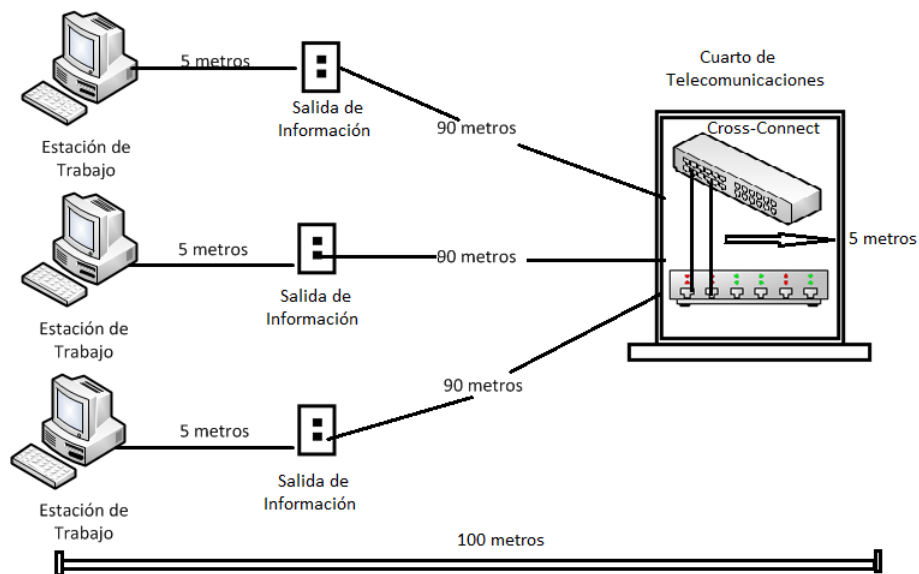 5 metros
Salida de
Información
Estación de
Trabajo
90 metros
Cuarto de
Telecomunicaciones
Cross-Connect
5 metros
5 metros
Salida de
Información
Estación de
Trabajo
90 metros
5 metros
Salida de
Información
Estación de
Trabajo
90 metros
100 metros